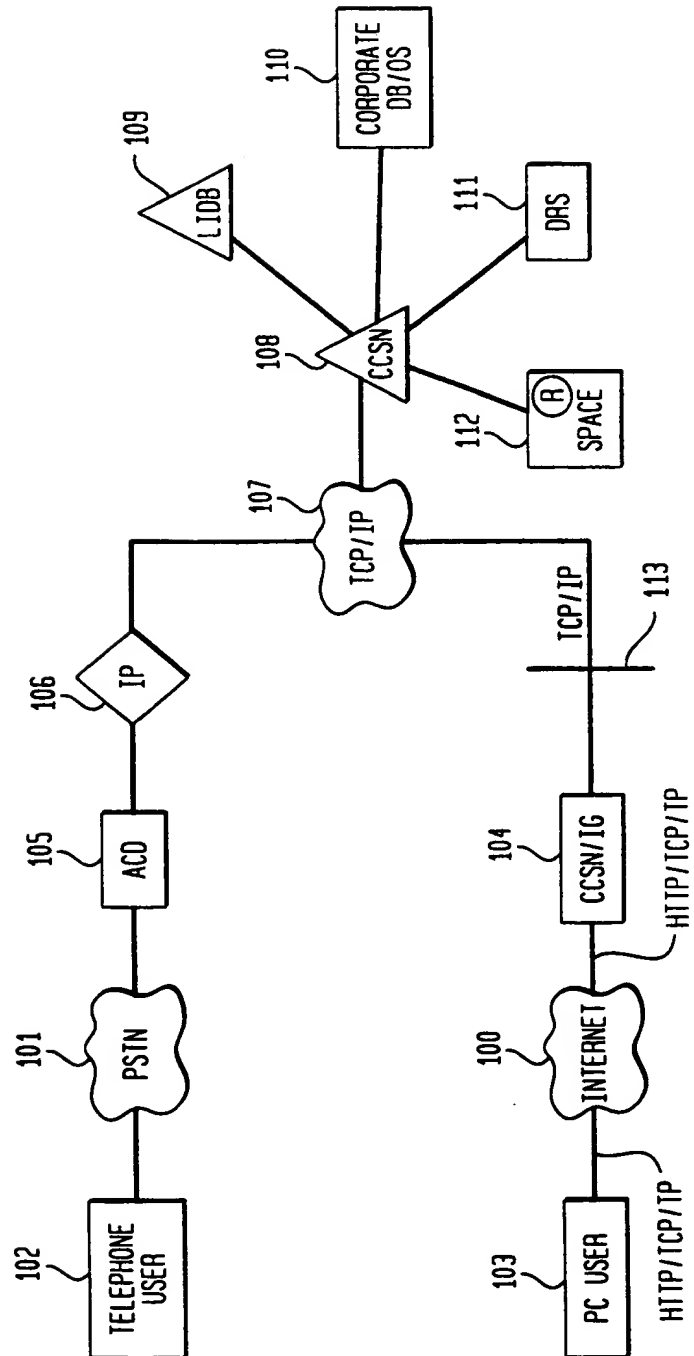 102
TELEPHONE
USER
101
PSTN
105
ACD
106
IP
107
TCP/IP
108
CCSN
109
LIDB
110
CORPORATE
DB/OS
111
DRS
112
R
SPACE
103
PC USER
HTTP/TCP/TP
100
INTERNET
HTTP/TCP/TP
104
CCSN/IG
TCP/IP
113